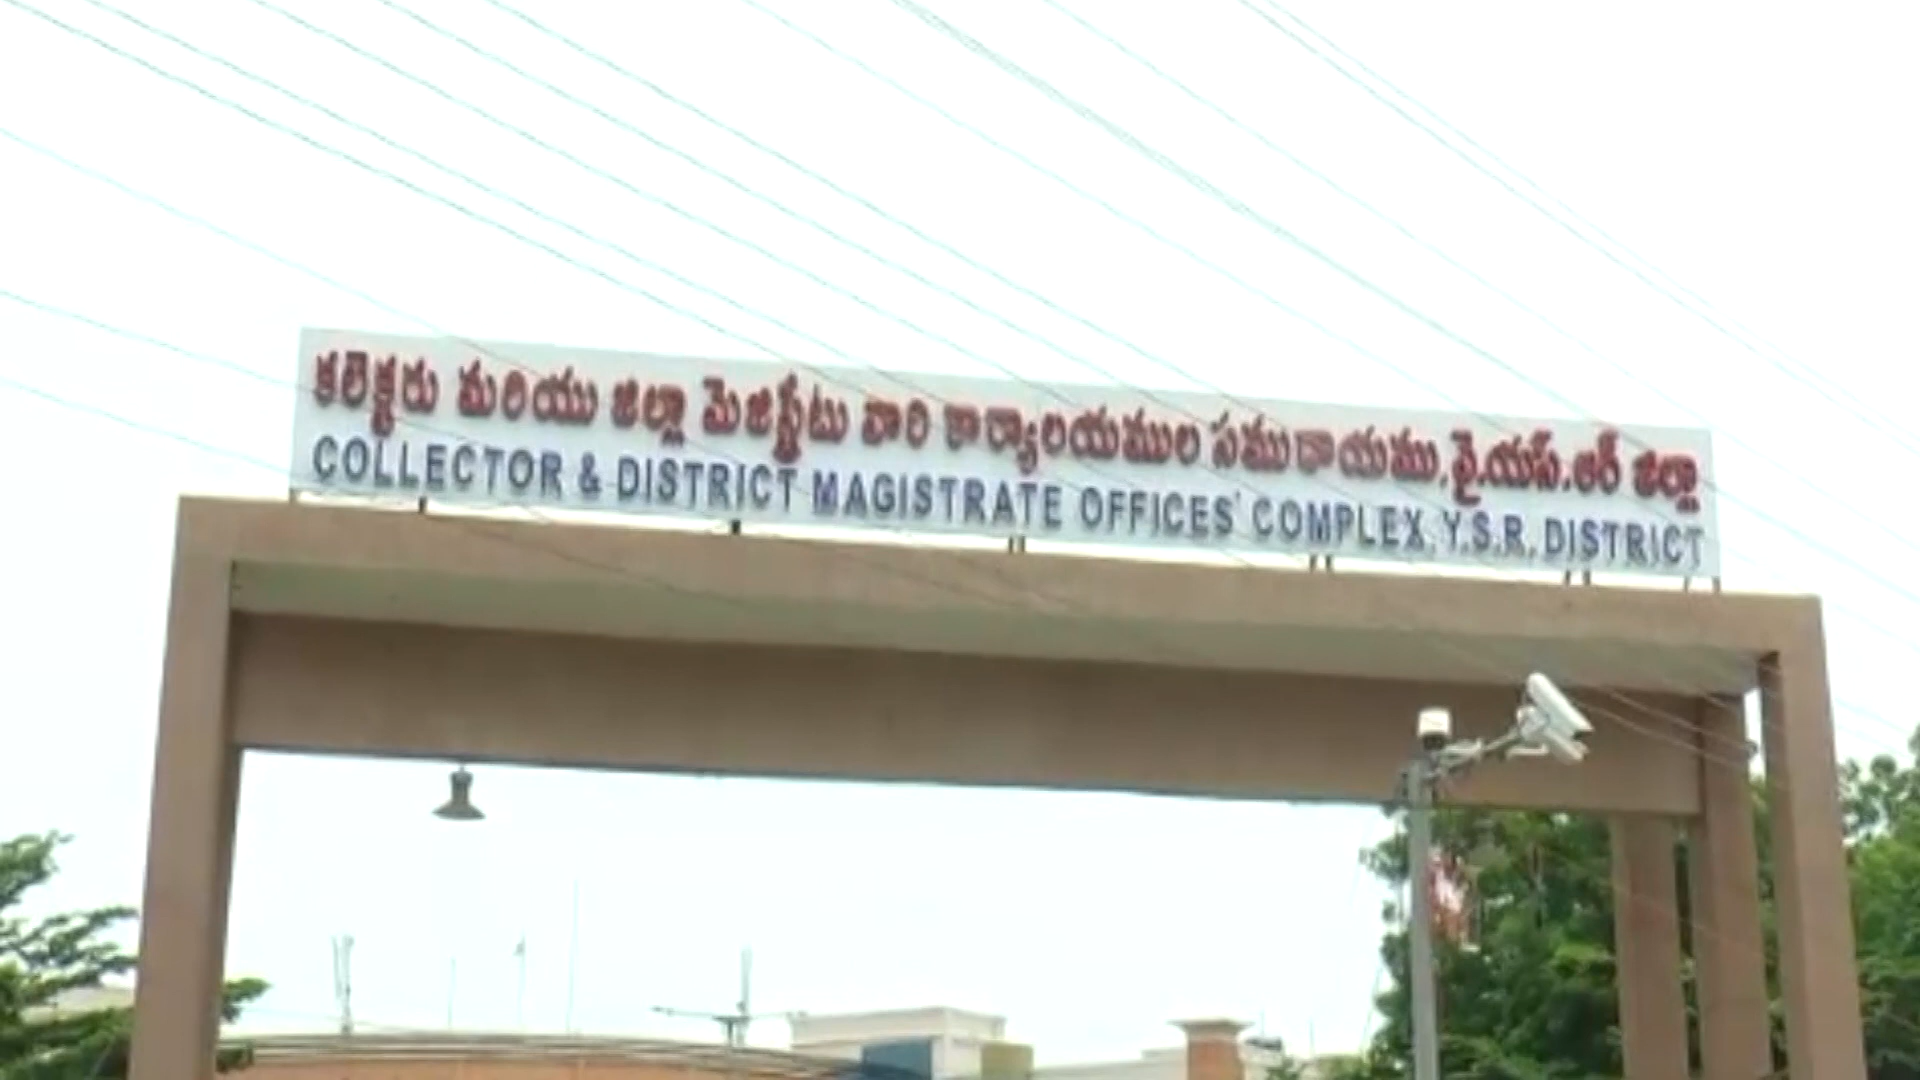 కలెక్టరు మరియు జిల్లా మెజిస్ట్రేటు వారి కార్యాలయముల సముదాయము, వై.యస్.ఆర్ జిల్లా
COLLECTOR & DISTRICT MAGISTRATE OFFICES' COMPLEX, Y.S.R, DISTRICT